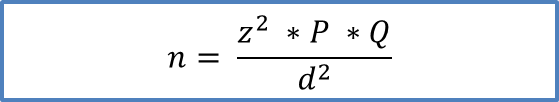 n = z² * P * Q / d²